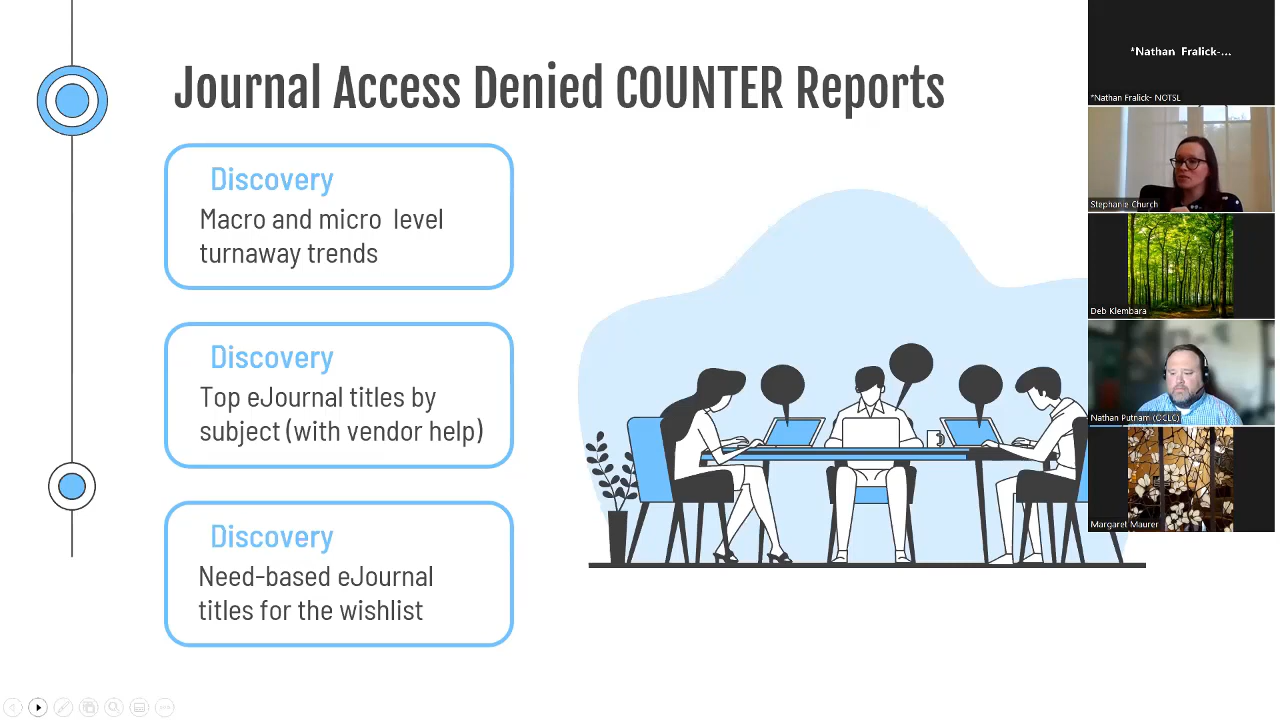 Journal Access Denied COUNTER Reports
Discovery
Macro and micro level
turnaway trends
Discovery
Top eJournal titles by
subject (with vendor help)
Discovery
Need-based eJournal
titles for the wishlist
*Nathan Fralick-...
*Nathan Fralick- NOTSL
Stephanie Church
Deb Klembara
Nathan Putnam (OCLC)
Margaret Maurer